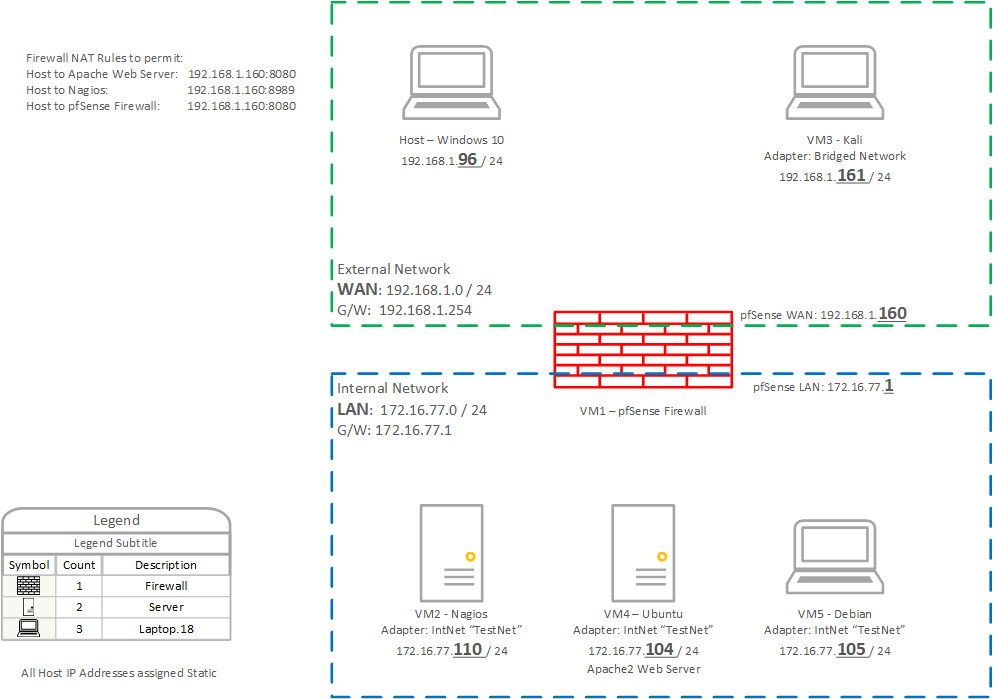 Firewall NAT Rules to permit:
Host to Apache Web Server: 192.168.1.160:8080
Host to Nagios: 192.168.1.160:8989
Host to pfSense Firewall: 192.168.1.160:8080
Host – Windows 10
192.168.1.96 / 24
VM3 - Kali
Adapter: Bridged Network
192.168.1.161 / 24
External Network
WAN: 192.168.1.0 / 24
G/W: 192.168.1.254
pfSense WAN: 192.168.1.160
Internal Network
LAN: 172.16.77.0 / 24
G/W: 172.16.77.1
pfSense LAN: 172.16.77.1
VM1 – pfSense Firewall
Legend
Legend Subtitle
Symbol Count Description
1 Firewall
2 Server
3 Laptop.18
All Host IP Addresses assigned Static
VM2 - Nagios
Adapter: IntNet “TestNet”
172.16.77.110 / 24
VM4 – Ubuntu
Adapter: IntNet “TestNet”
172.16.77.104 / 24
Apache2 Web Server
VM5 - Debian
Adapter: IntNet “TestNet”
172.16.77.105 / 24